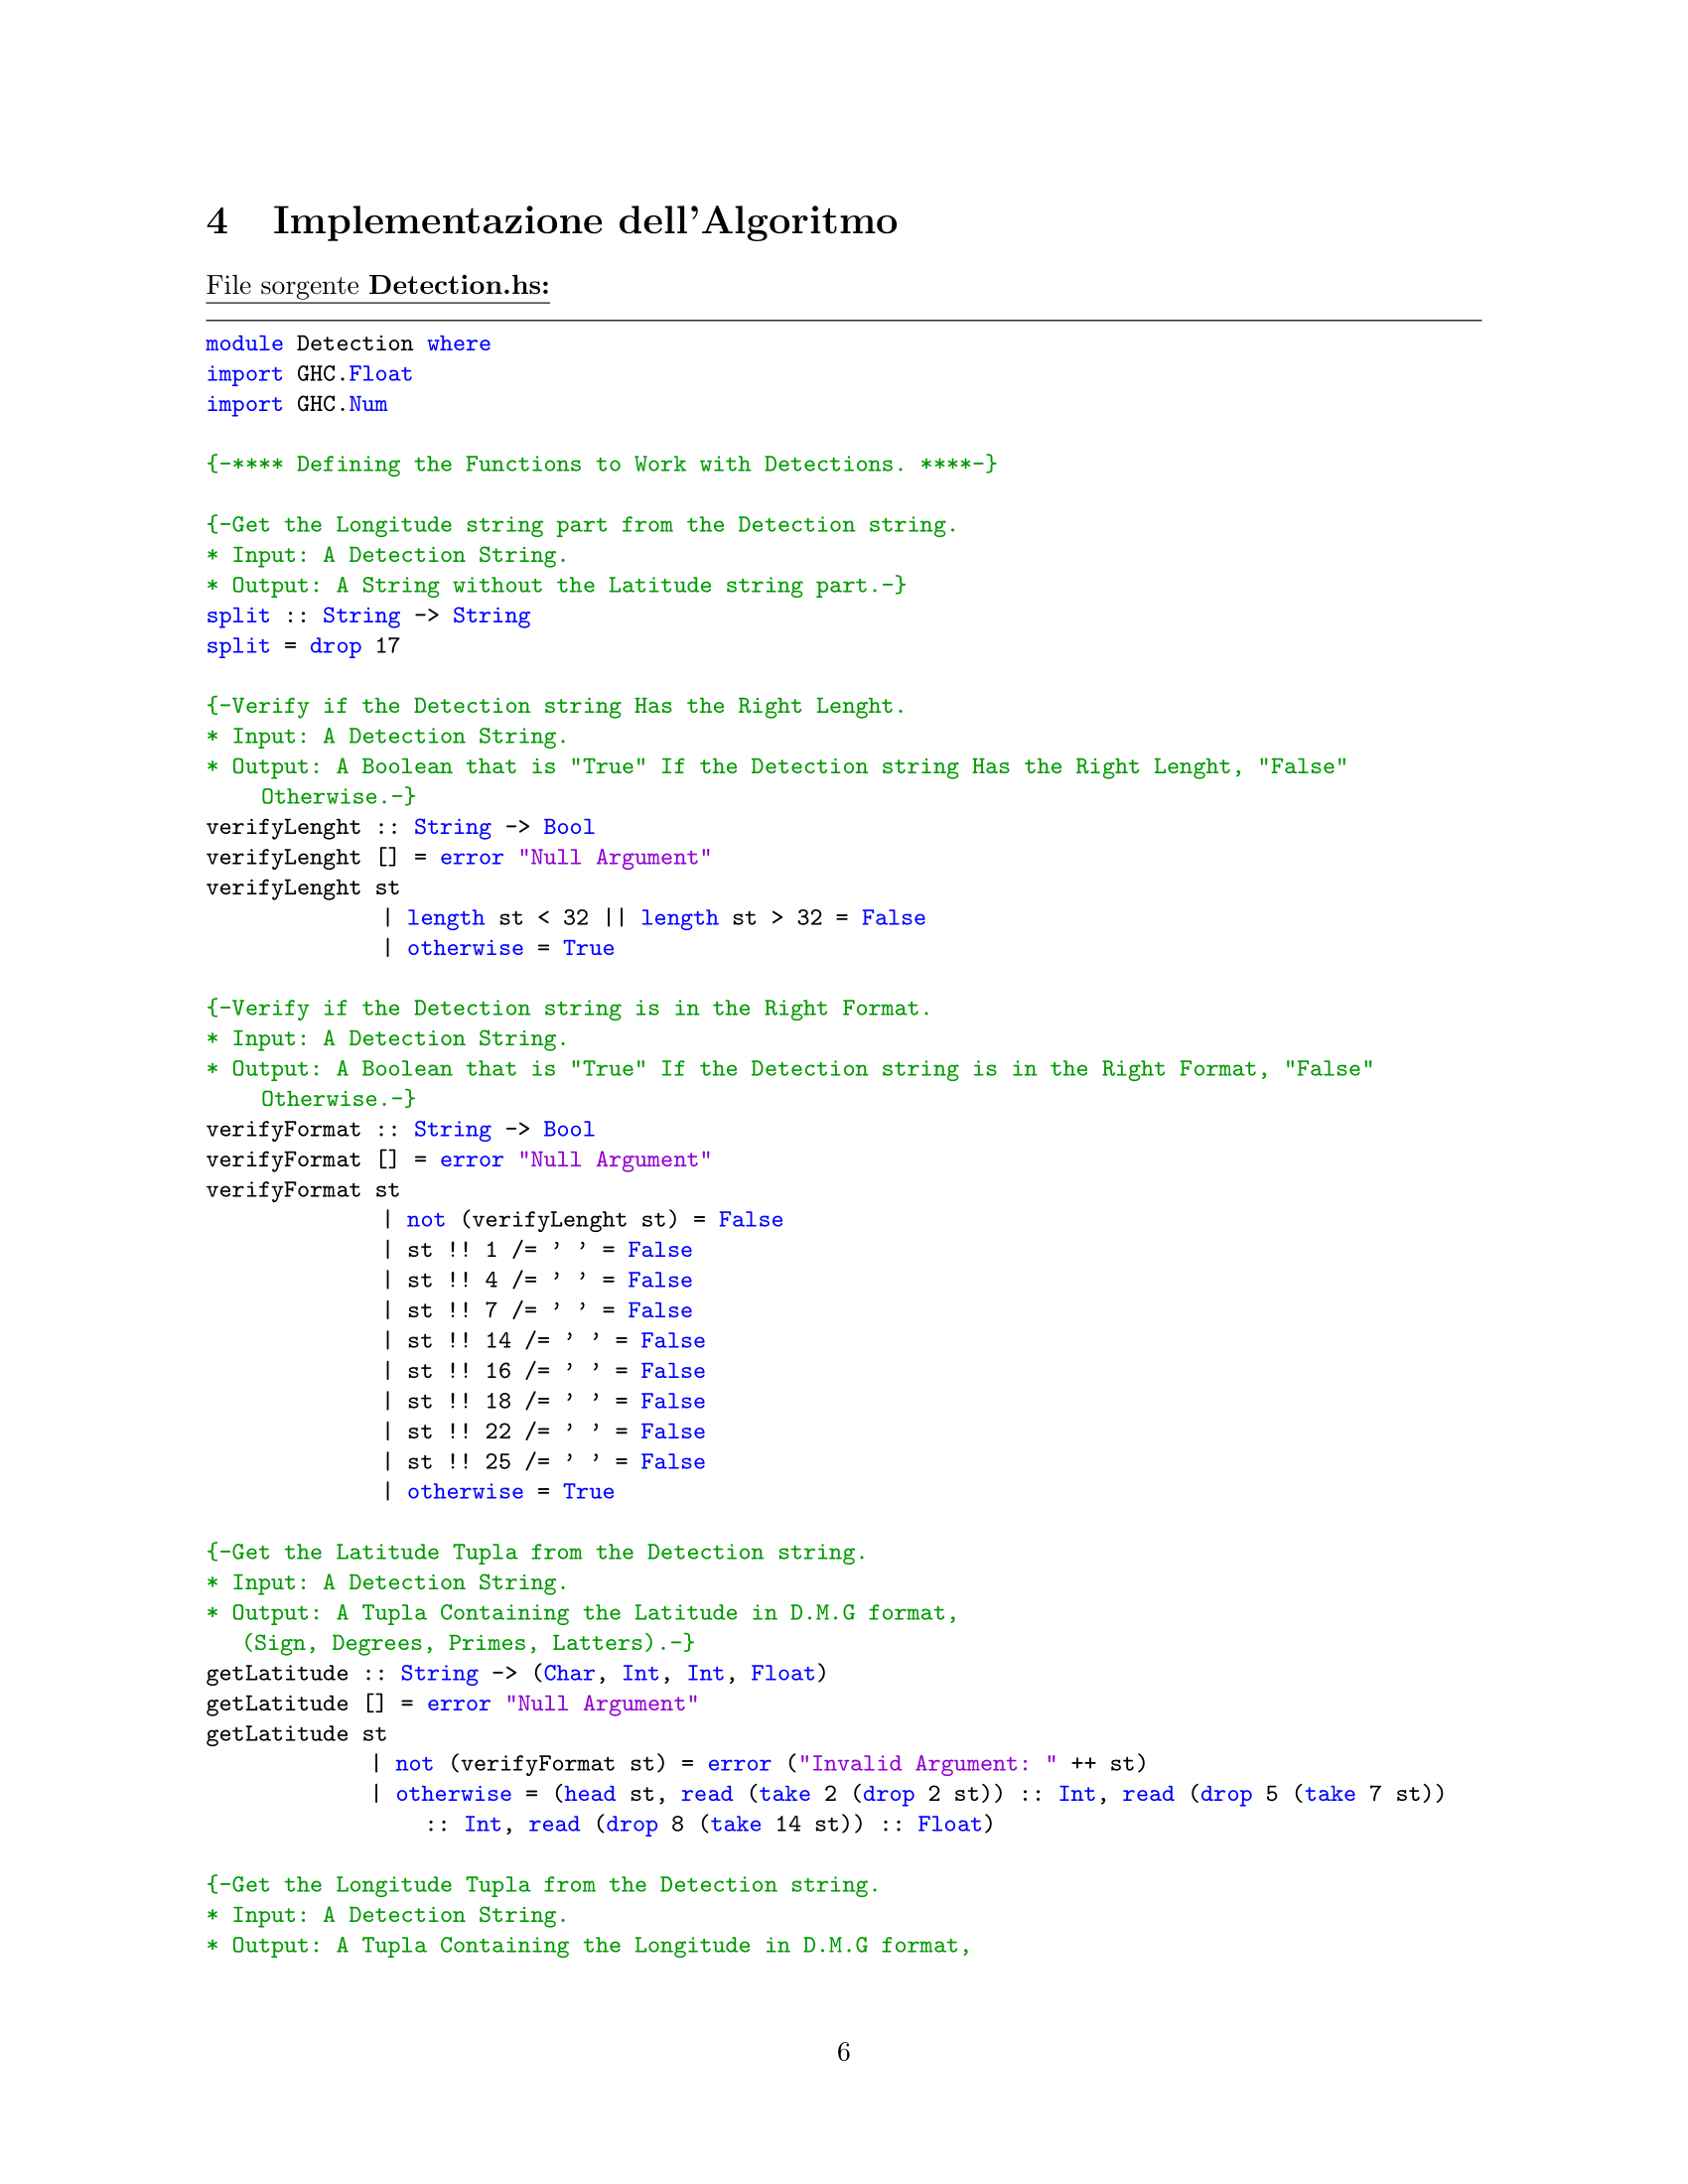 4 Implementazione dell'Algoritmo
File sorgente Detection.hs:
module Detection where
import GHC.Float
import GHC.Num
{-**** Defining the Functions to Work with Detections. ****-}
{-Get the Longitude string part from the Detection string.
* Input: A Detection String.
* Output: A String without the Latitude string part.-}
split :: String -> String
split = drop 17
{-Verify if the Detection string Has the Right Lenght.
* Input: A Detection String.
* Output: A Boolean that is "True" If the Detection string Has the Right Lenght, "False"
Otherwise.-}
verifyLenght :: String -> Bool
verifyLenght [] = error "Null Argument"
verifyLenght st
| length st < 32 || length st > 32 = False
| otherwise = True
{-Verify if the Detection string is in the Right Format.
* Input: A Detection String.
* Output: A Boolean that is "True" If the Detection string is in the Right Format, "False"
Otherwise.-}
verifyFormat :: String -> Bool
verifyFormat [] = error "Null Argument"
verifyFormat st
| not (verifyLenght st) = False
| st !! 1 /= ' ' = False
| st !! 4 /= ' ' = False
| st !! 7 /= ' ' = False
| st !! 14 /= ' ' = False
| st !! 16 /= ' ' = False
| st !! 18 /= ' ' = False
| st !! 22 /= ' ' = False
| st !! 25 /= ' ' = False
| otherwise = True
{-Get the Latitude Tupla from the Detection string.
* Input: A Detection String.
* Output: A Tupla Containing the Latitude in D.M.G format,
(Sign, Degrees, Primes, Latters).-}
getLatitude :: String -> (Char, Int, Int, Float)
getLatitude [] = error "Null Argument"
getLatitude st
| not (verifyFormat st) = error ("Invalid Argument: " ++ st)
| otherwise = (head st, read (take 2 (drop 2 st)) :: Int, read (drop 5 (take 7 st))
:: Int, read (drop 8 (take 14 st)) :: Float)
{-Get the Longitude Tupla from the Detection string.
* Input: A Detection String.
* Output: A Tupla Containing the Longitude in D.M.G format,
6